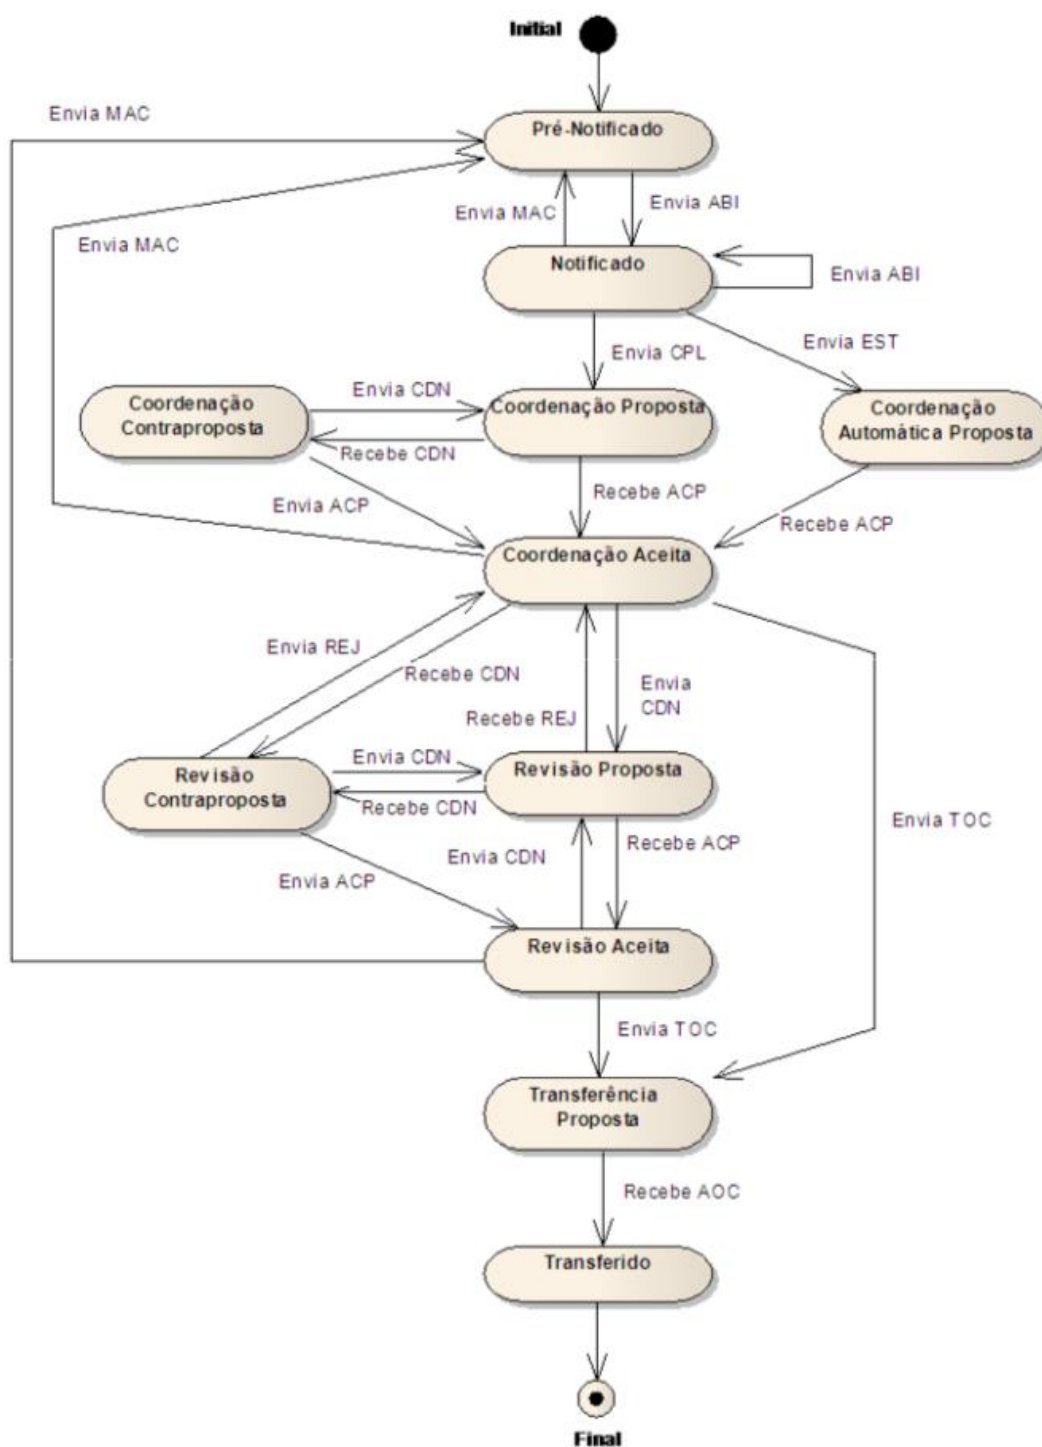 Initial
Envia MAC
Pré-Notificado
Envia MAC
Envia ABI
Envia MAC
Notificado
Envia ABI
Envia EST
Envia CPL
Envia CDN
Coordenação
Contraproposta
Coordenação Proposta
Coordenação
Automática Proposta
Recebe CDN
Envia ACP
Recebe ACP
Recebe ACP
Coordenação Aceita
Envia REJ
Recebe CDN
Envia
CDN
Recebe REJ
Envia CDN
Revisão
Contraproposta
Revisão Proposta
Recebe CDN
Envia TOC
Recebe ACP
Envia CDN
Envia ACP
Revisão Aceita
Envia TOC
Transferência
Proposta
Recebe AOC
Transferido
Final